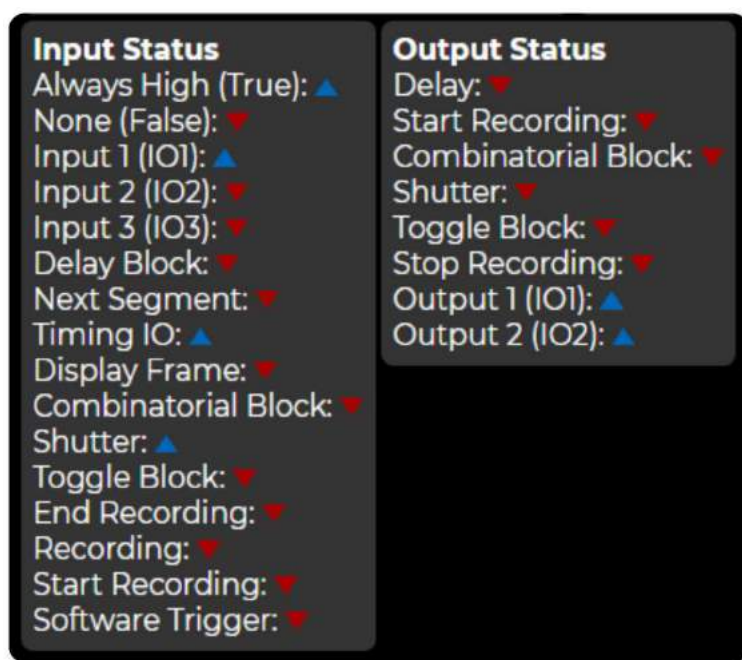 Input Status
Always High (True): ▲
None (False): ▼
Input 1 (IO1): ▲
Input 2 (IO2): ▼
Input 3 (IO3): ▼
Delay Block: ▼
Next Segment: ▼
Timing IO: ▲
Display Frame: ▼
Combinatorial Block: ▼
Shutter: ▲
Toggle Block: ▼
End Recording: ▼
Recording: ▼
Start Recording: ▼
Software Trigger: ▼
Output Status
Delay: ▼
Start Recording: ▼
Combinatorial Block: ▼
Shutter: ▼
Toggle Block: ▼
Stop Recording: ▼
Output 1 (IO1): ▲
Output 2 (IO2): ▲